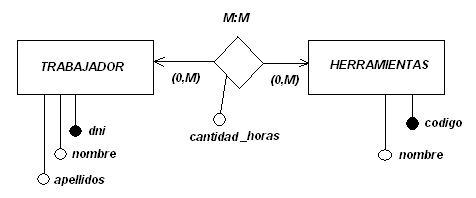 M:M
TRABAJADOR
HERRAMIENTAS
(0,M)
(0,M)
dni
cantidad_horas
codigo
nombre
nombre
apellidos